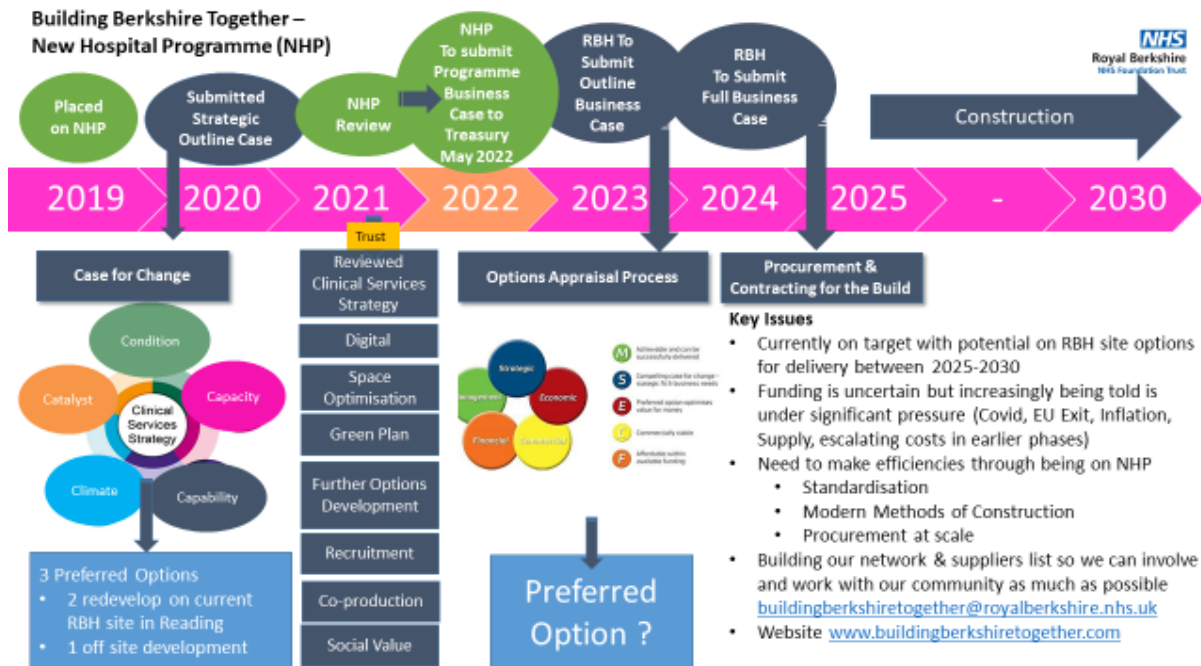 Building Berkshire Together –
New Hospital Programme (NHP)
NHS
Royal Berkshire
NHS Foundation Trust
Placed
on NHP
Submitted
Strategic
Outline Case
NHP
Review
NHP
To submit
Programme
Business
Case to
Treasury
May 2022
RBH To
Submit
Outline
Business
Case
RBH
To Submit
Full Business
Case
Construction
2019
2020
2021
2022
2023
2024
2025
-
2030
Case for Change
Condition
Catalyst
Capacity
Clinical
Services
Strategy
Climate
Capability
3 Preferred Options
• 2 redevelop on current
RBH site in Reading
• 1 off site development
Trust
Reviewed
Clinical Services
Strategy
Digital
Space
Optimisation
Green Plan
Further Options
Development
Recruitment
Co-production
Social Value
Options Appraisal Process
Strategic
Economic
Commercial
Financial
M
Achievable and can be
successfully delivered
S
Compelling case for change –
E
Preferred option optimises
value for money
C
Commercially viable
F
Affordable within
available funding
Preferred
Option ?
Procurement &
Contracting for the Build
Key Issues
• Currently on target with potential on RBH site options
for delivery between 2025-2030
• Funding is uncertain but increasingly being told is
under significant pressure (Covid, EU Exit, Inflation,
Supply, escalating costs in earlier phases)
• Need to make efficiencies through being on NHP
• Standardisation
• Modern Methods of Construction
• Procurement at scale
• Building our network & suppliers list so we can involve
and work with our community as much as possible
buildingberkshiretogether@royalberkshire.nhs.uk
• Website www.buildingberkshiretogether.com